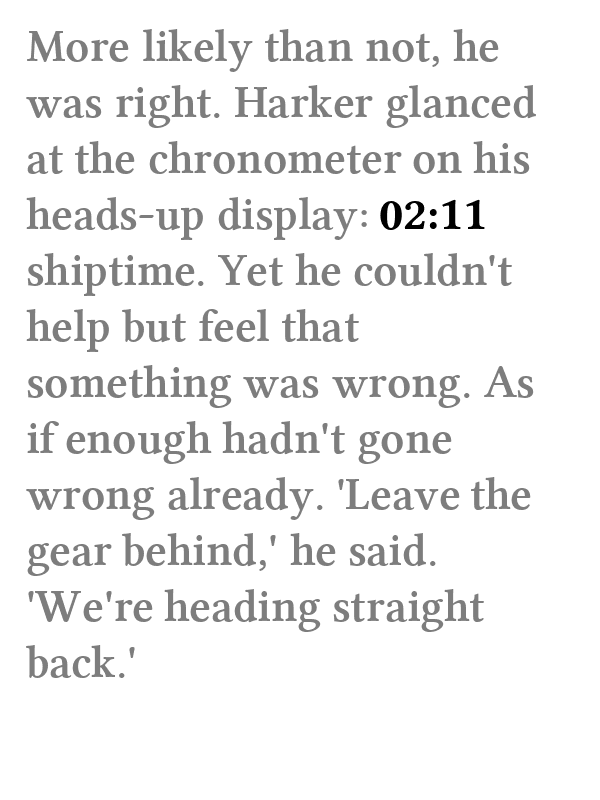 More likely than not, he
was right. Harker glanced
at the chronometer on his
heads-up display: 02:11
shiptime. Yet he couldn't
help but feel that
something was wrong. As
if enough hadn't gone
wrong already. 'Leave the
gear behind,' he said.
'We're heading straight
back.'